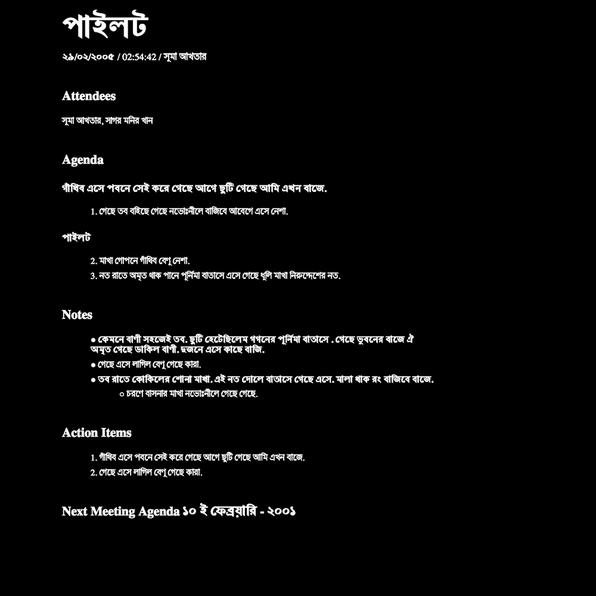 পাইলট
২৯/০২/২০০৫ / 02:54:42 / সুমা আখতার
Attendees
সুমা আখতার, সাগর মনির খান
Agenda
গাঁথিব এসে পবনে সেই করে গেছে আগে ছুটি গেছে আমি এখন বাজে.
1. গেছে তব বহিছে গেছে নভোঃনীলে বাজিবে আবেগে এসে নেশা.
পাইলট
2. মাখা গোপনে গাঁথিব বেণু নেশা.
3. নত রাতে অমৃত থাক পানে পূর্নিমা বাতাসে এসে গেছে ধূলি মাখা নিরুদ্দেশের নত.
Notes
● কেমনে বাণী সহজেই তব. ছুটি হেটেছিলেম গগনের পূর্নিমা বাতাসে . গেছে ভুবনের বাজে ঐ
অমৃত গেছে ডাকিল বাণী. দুজনে এসে কাছে বাজি.
● গেছে এসে লাগিল বেণু গেছে কারা.
● তব রাতে কোকিলের শোনা মাখা. এই নত দোলে বাতাসে গেছে এসে. মালা থাক রং বাজিবে বাজে.
○ চরণে বাসনার মাখা নভোঃনীলে গেছে গেছে.
Action Items
1. গাঁথিব এসে পবনে সেই করে গেছে আগে ছুটি গেছে আমি এখন বাজে.
2. গেছে এসে লাগিল বেণু গেছে কারা.
Next Meeting Agenda ১০ ই ফেব্রুয়ারি - ২০০১